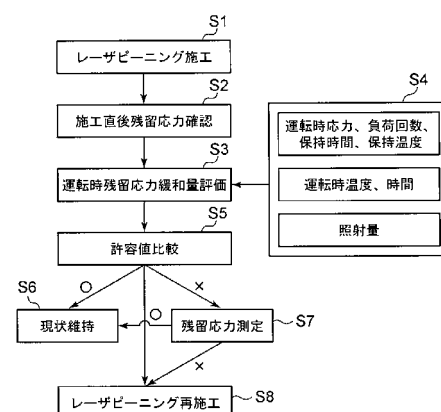 S1
レーザピーニング施工
S2
施工直後残留応力確認
S3
運転時残留応力緩和量評価
S4
運転時応力、負荷回数、
保持時間、保持温度
運転時温度、時間
照射量
S5
許容値比較
○
×
S6
現状維持
○
残留応力測定
S7
×
レーザピーニング再施工
S8